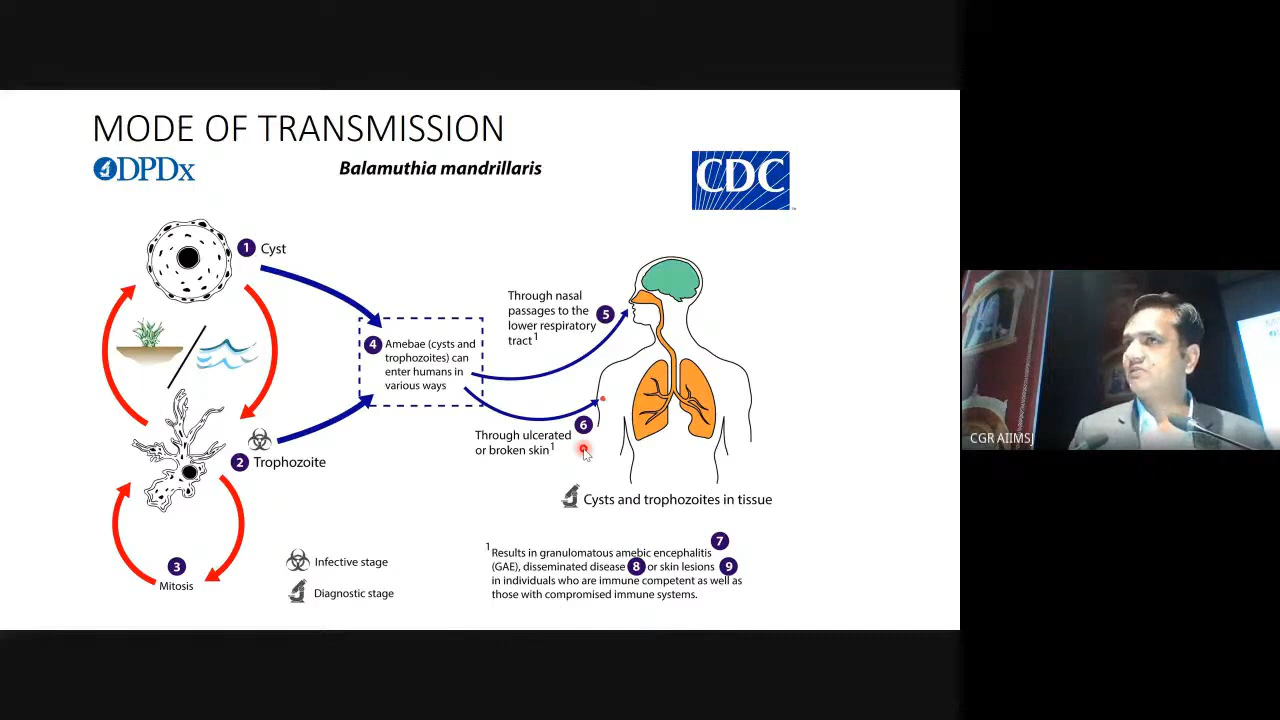 MODE OF TRANSMISSION
DPDx
Balamuthia mandrillaris
CDC
1 Cyst
Through nasal
passages to the
lower respiratory
tract1
5
4 Amebae (cysts and
trophozoites) can
enter humans in
various ways
6
Through ulcerated
or broken skin1
2 Trophozoite
Cysts and trophozoites in tissue
3
Mitosis
Infective stage
Diagnostic stage
7
1 Results in granulomatous amebic encephalitis
(GAE), disseminated disease 8 or skin lesions 9
in individuals who are immune competent as well as
those with compromised immune systems.
CGR AIIMSJ